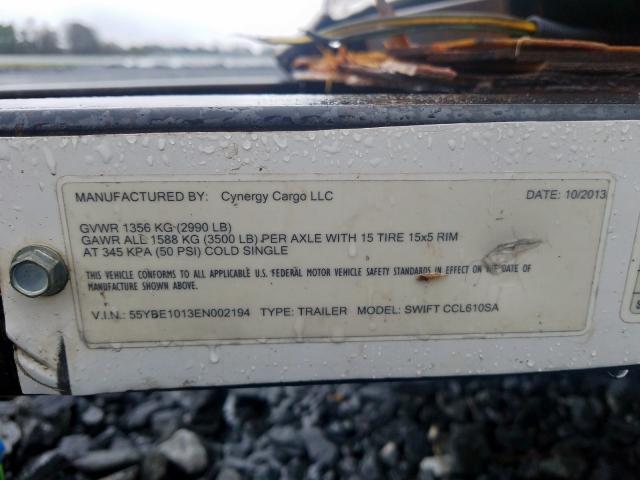 MANUFACTURED BY: Cynergy Cargo LLC DATE: 10/2013
GVWR 1356 KG (2990 LB)
GAWR ALL 1588 KG (3500 LB) PER AXLE WITH 15 TIRE 15x5 RIM
AT 345 KPA (50 PSI) COLD SINGLE
THIS VEHICLE CONFORMS TO ALL APPLICABLE U.S. FEDERAL MOTOR VEHICLE SAFETY STANDARDS IN EFFECT ON THE DATE OF
MANUFACTURE SHOWN ABOVE.
V.I.N.: 55YBE1013EN002194 TYPE: TRAILER MODEL: SWIFT CCL610SA